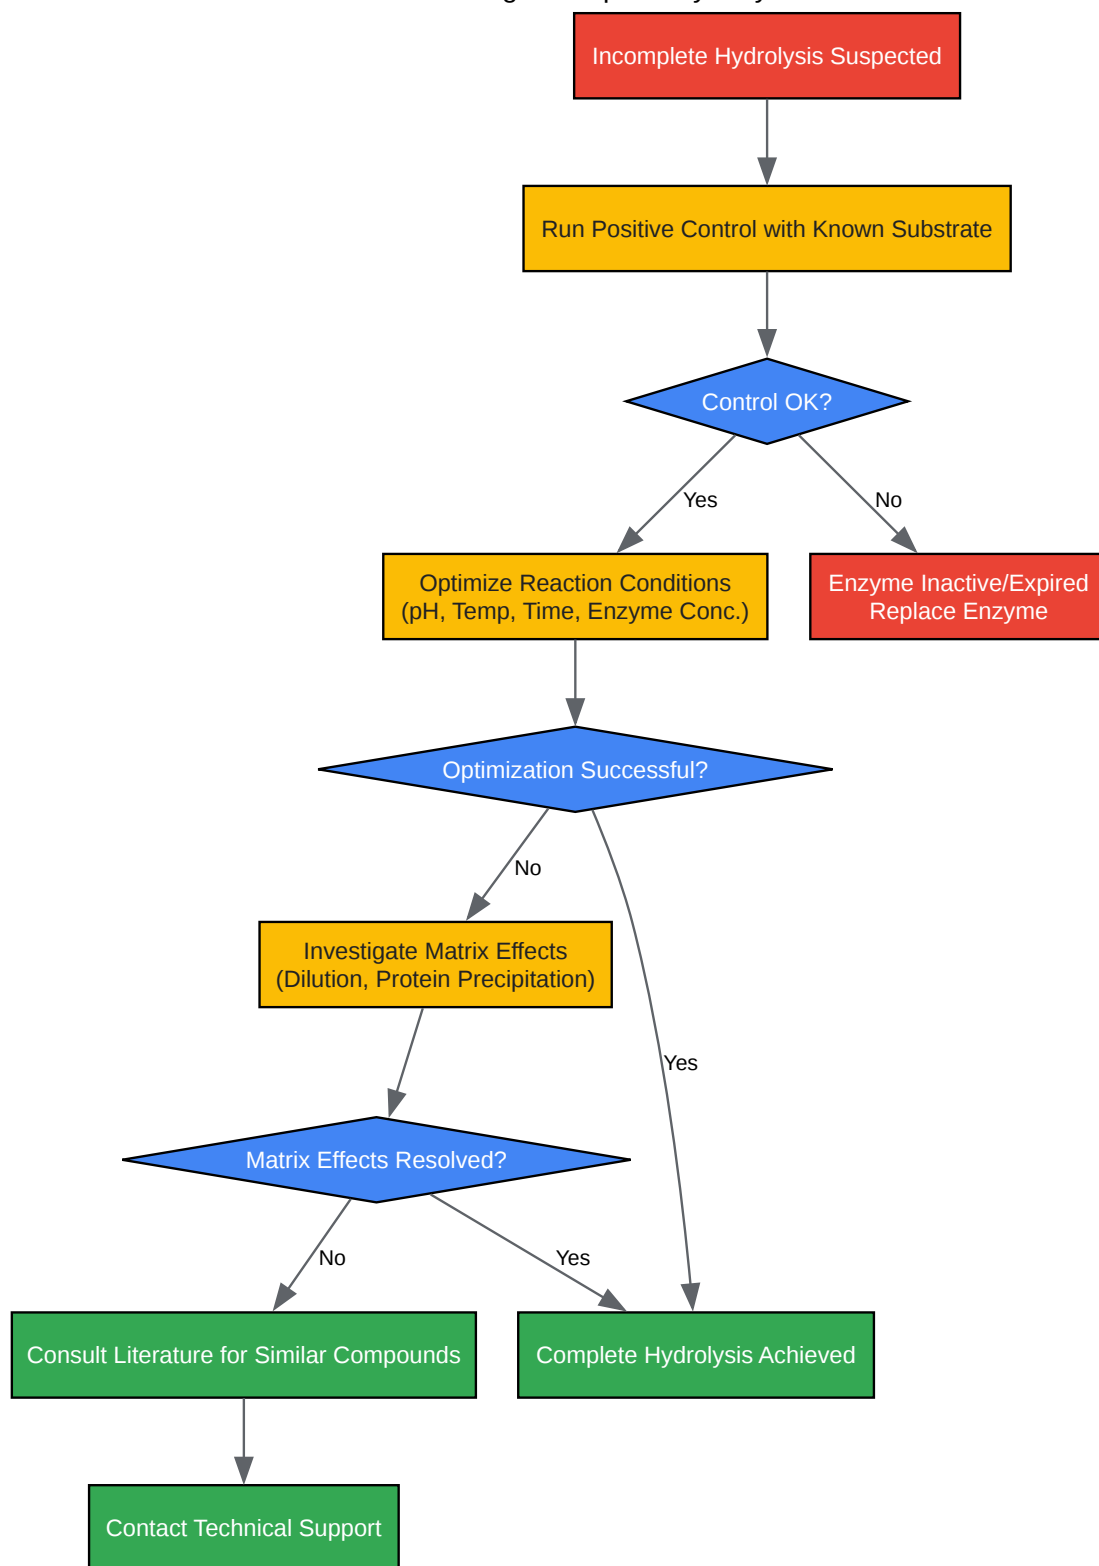 Incomplete Hydrolysis Suspected
Run Positive Control with Known Substrate
Control OK?
Yes
No
Optimize Reaction Conditions
(pH, Temp, Time, Enzyme Conc.)
Enzyme Inactive/Expired
Replace Enzyme
Optimization Successful?
No
Investigate Matrix Effects
(Dilution, Protein Precipitation)
Yes
Matrix Effects Resolved?
No
Yes
Consult Literature for Similar Compounds
Complete Hydrolysis Achieved
Contact Technical Support